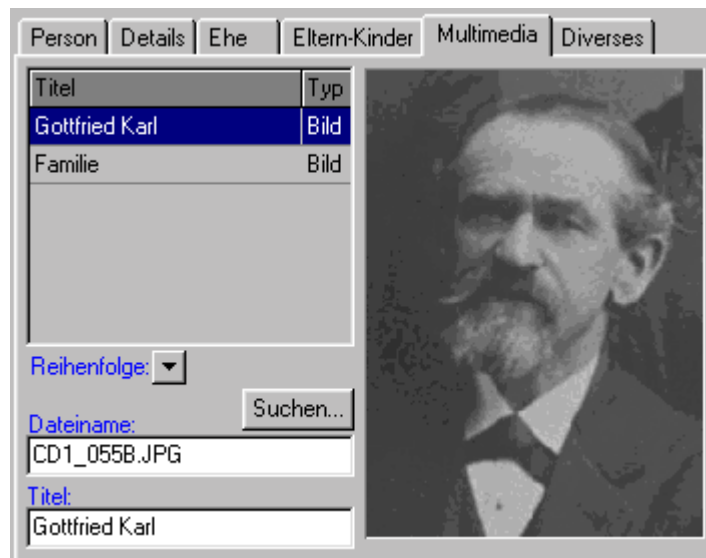 Person Details Ehe Eltern-Kinder Multimedia Diverses
Titel Typ
Gottfried Karl Bild
Familie Bild
Reihenfolge:
Suchen...
Dateiname:
CD1_055B.JPG
Titel:
Gottfried Karl